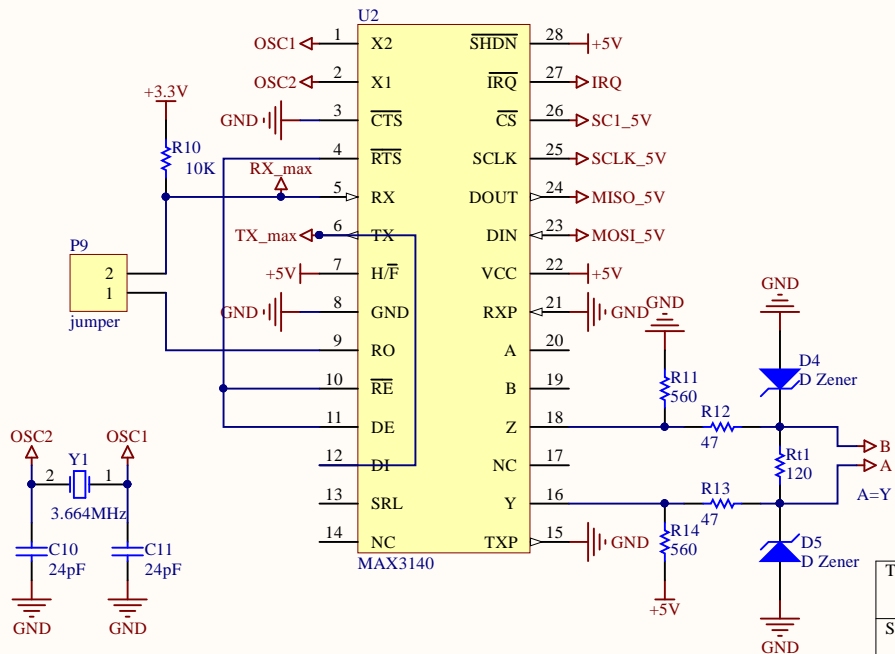 U2
OSC1 1 X2 SHDN 28 +5V
OSC2 2 X1 IRQ 27 IRQ
GND 3 CTS CS 26 SC1_5V
+3.3V
R10
10K
4 RTS SCLK 25 SCLK_5V
RX_max
5 RX DOUT 24 MISO_5V
TX_max 6 TX DIN 23 MOSI_5V
P9
2
1
jumper
+5V 7 H/F VCC 22 +5V
GND 8 GND RXP 21 GND
9 RO A 20
10 RE B 19
11 DE Z 18
12 DI NC 17
13 SRL Y 16
14 NC TXP 15 GND
MAX3140
GND
R11
560
R12
47
GND
D4
D Zener
Rt1
120
B
A
A=Y
R13
47
R14
560
+5V
D5
D Zener
GND
OSC2
OSC1
Y1
2 1
3.664MHz
C10
24pF
C11
24pF
GND
GND
T
S